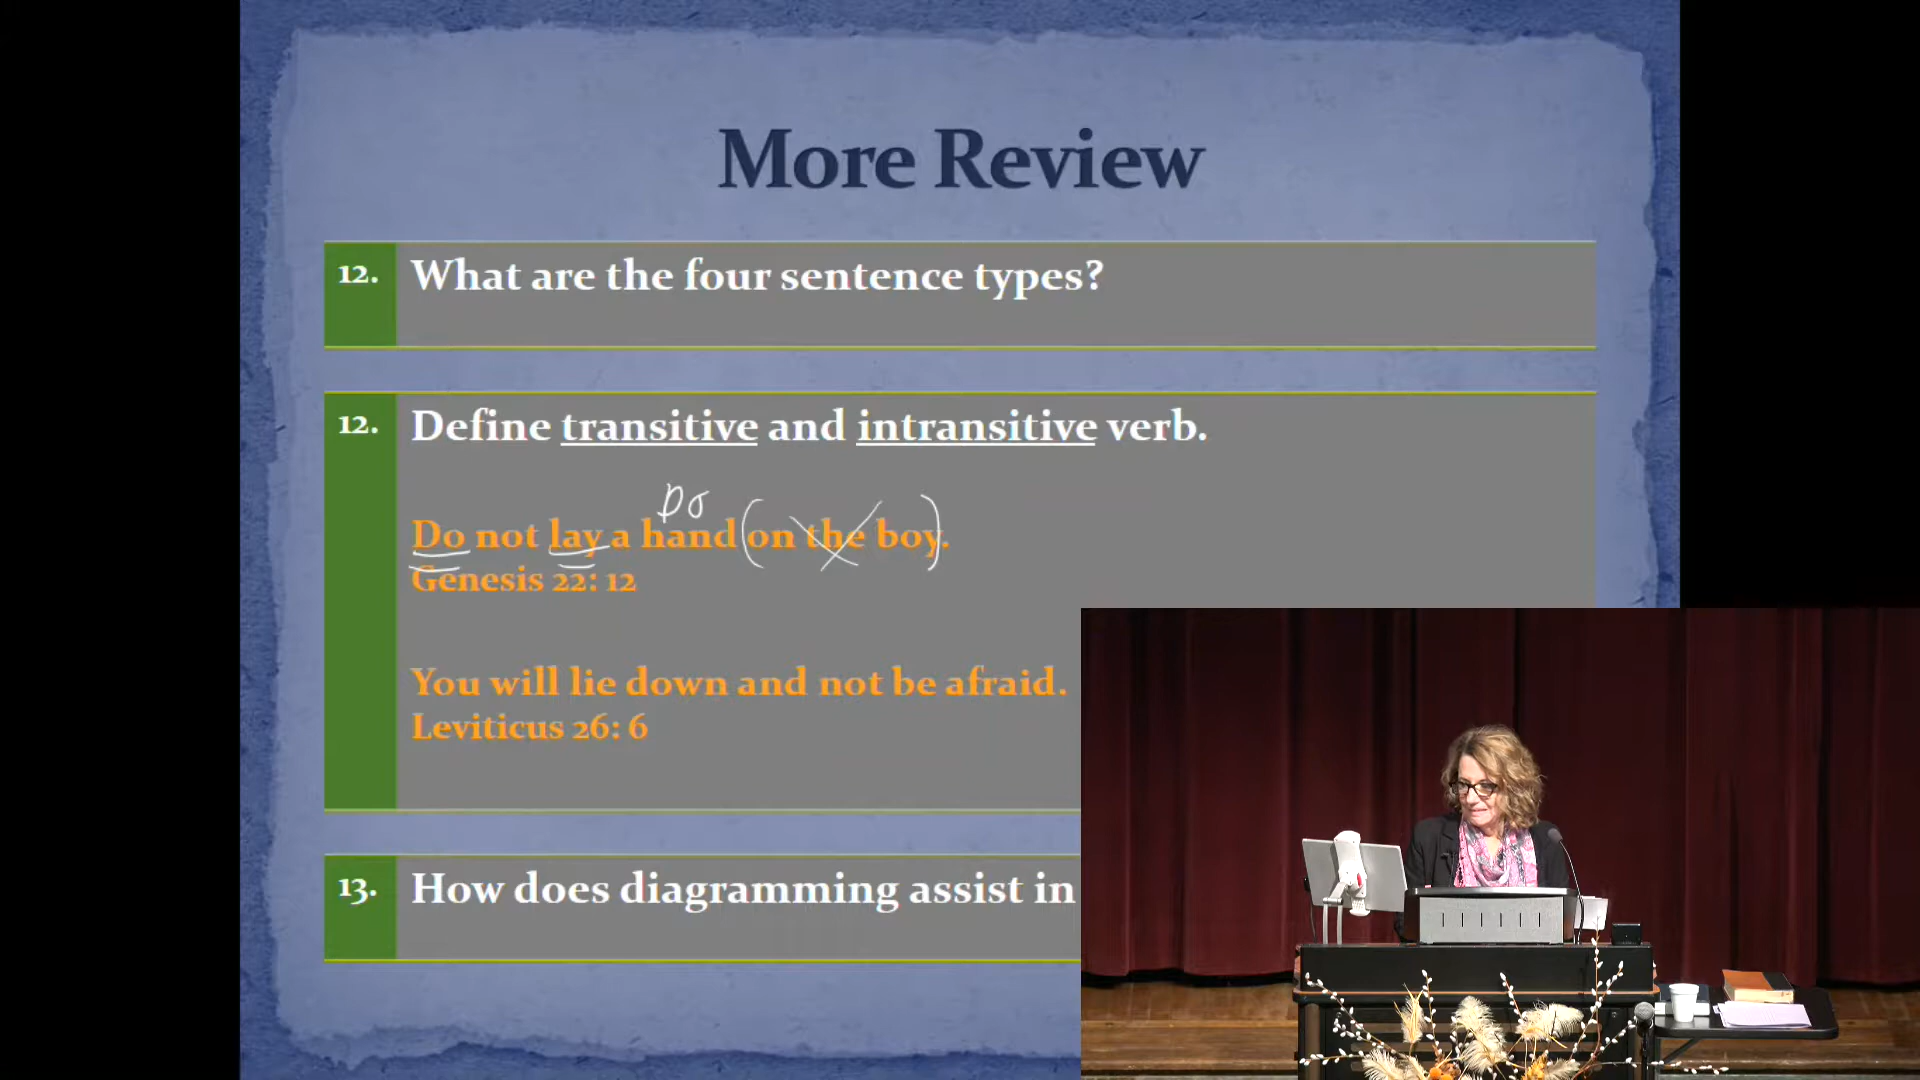 More Review
12. What are the four sentence types?
12. Define transitive and intransitive verb.
DO
Do not lay a hand (on the boy.)
Genesis 22: 12
You will lie down and not be afraid.
Leviticus 26: 6
13. How does diagramming assist in